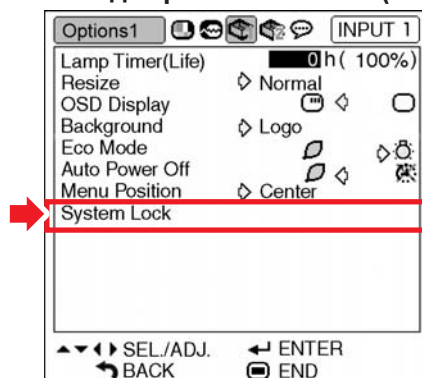 Options1 INPUT 1
Lamp Timer(Life) 0 h( 100%)
Resize Normal
OSD Display
Background Logo
Eco Mode
Auto Power Off
Menu Position Center
System Lock
SEL./ADJ. ENTER
BACK END